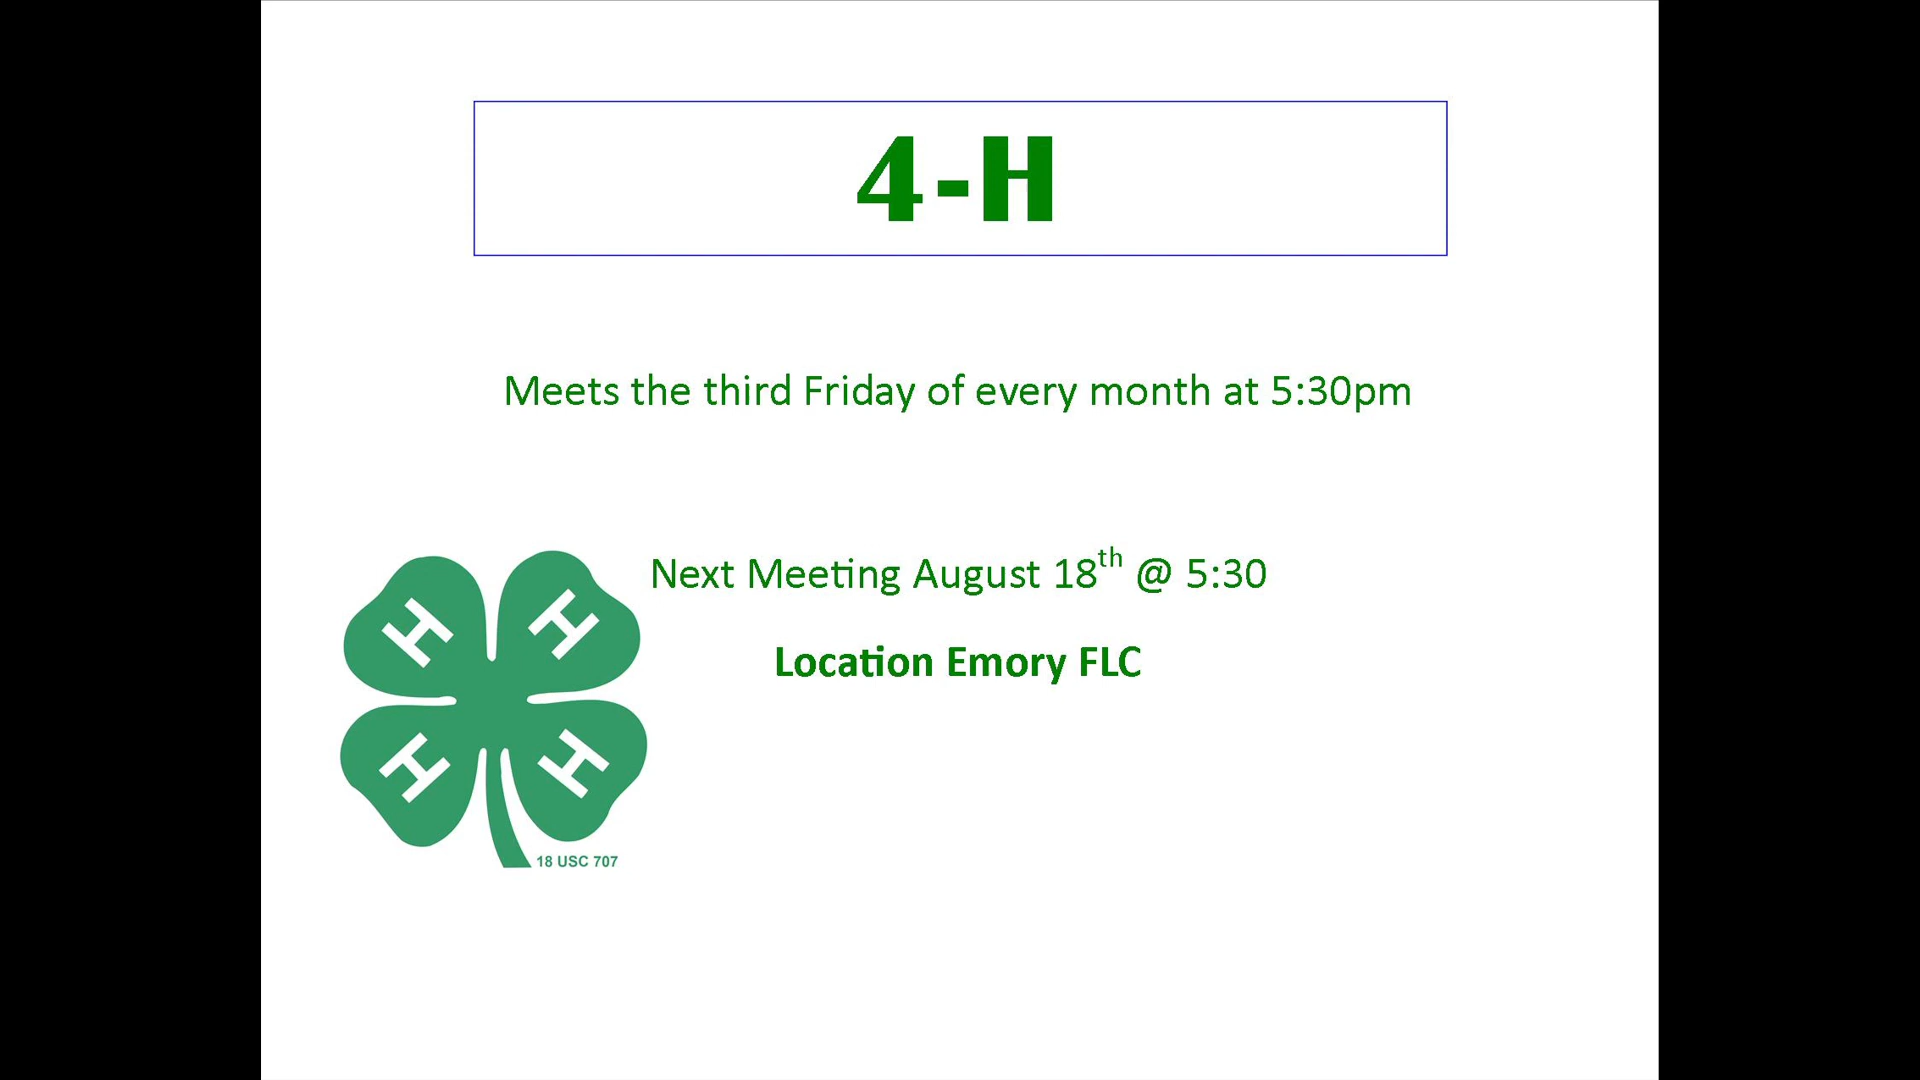 4-H
Meets the third Friday of every month at 5:30pm
Next Meeting August 18th @ 5:30
Location Emory FLC
H H
H H
18 USC 707